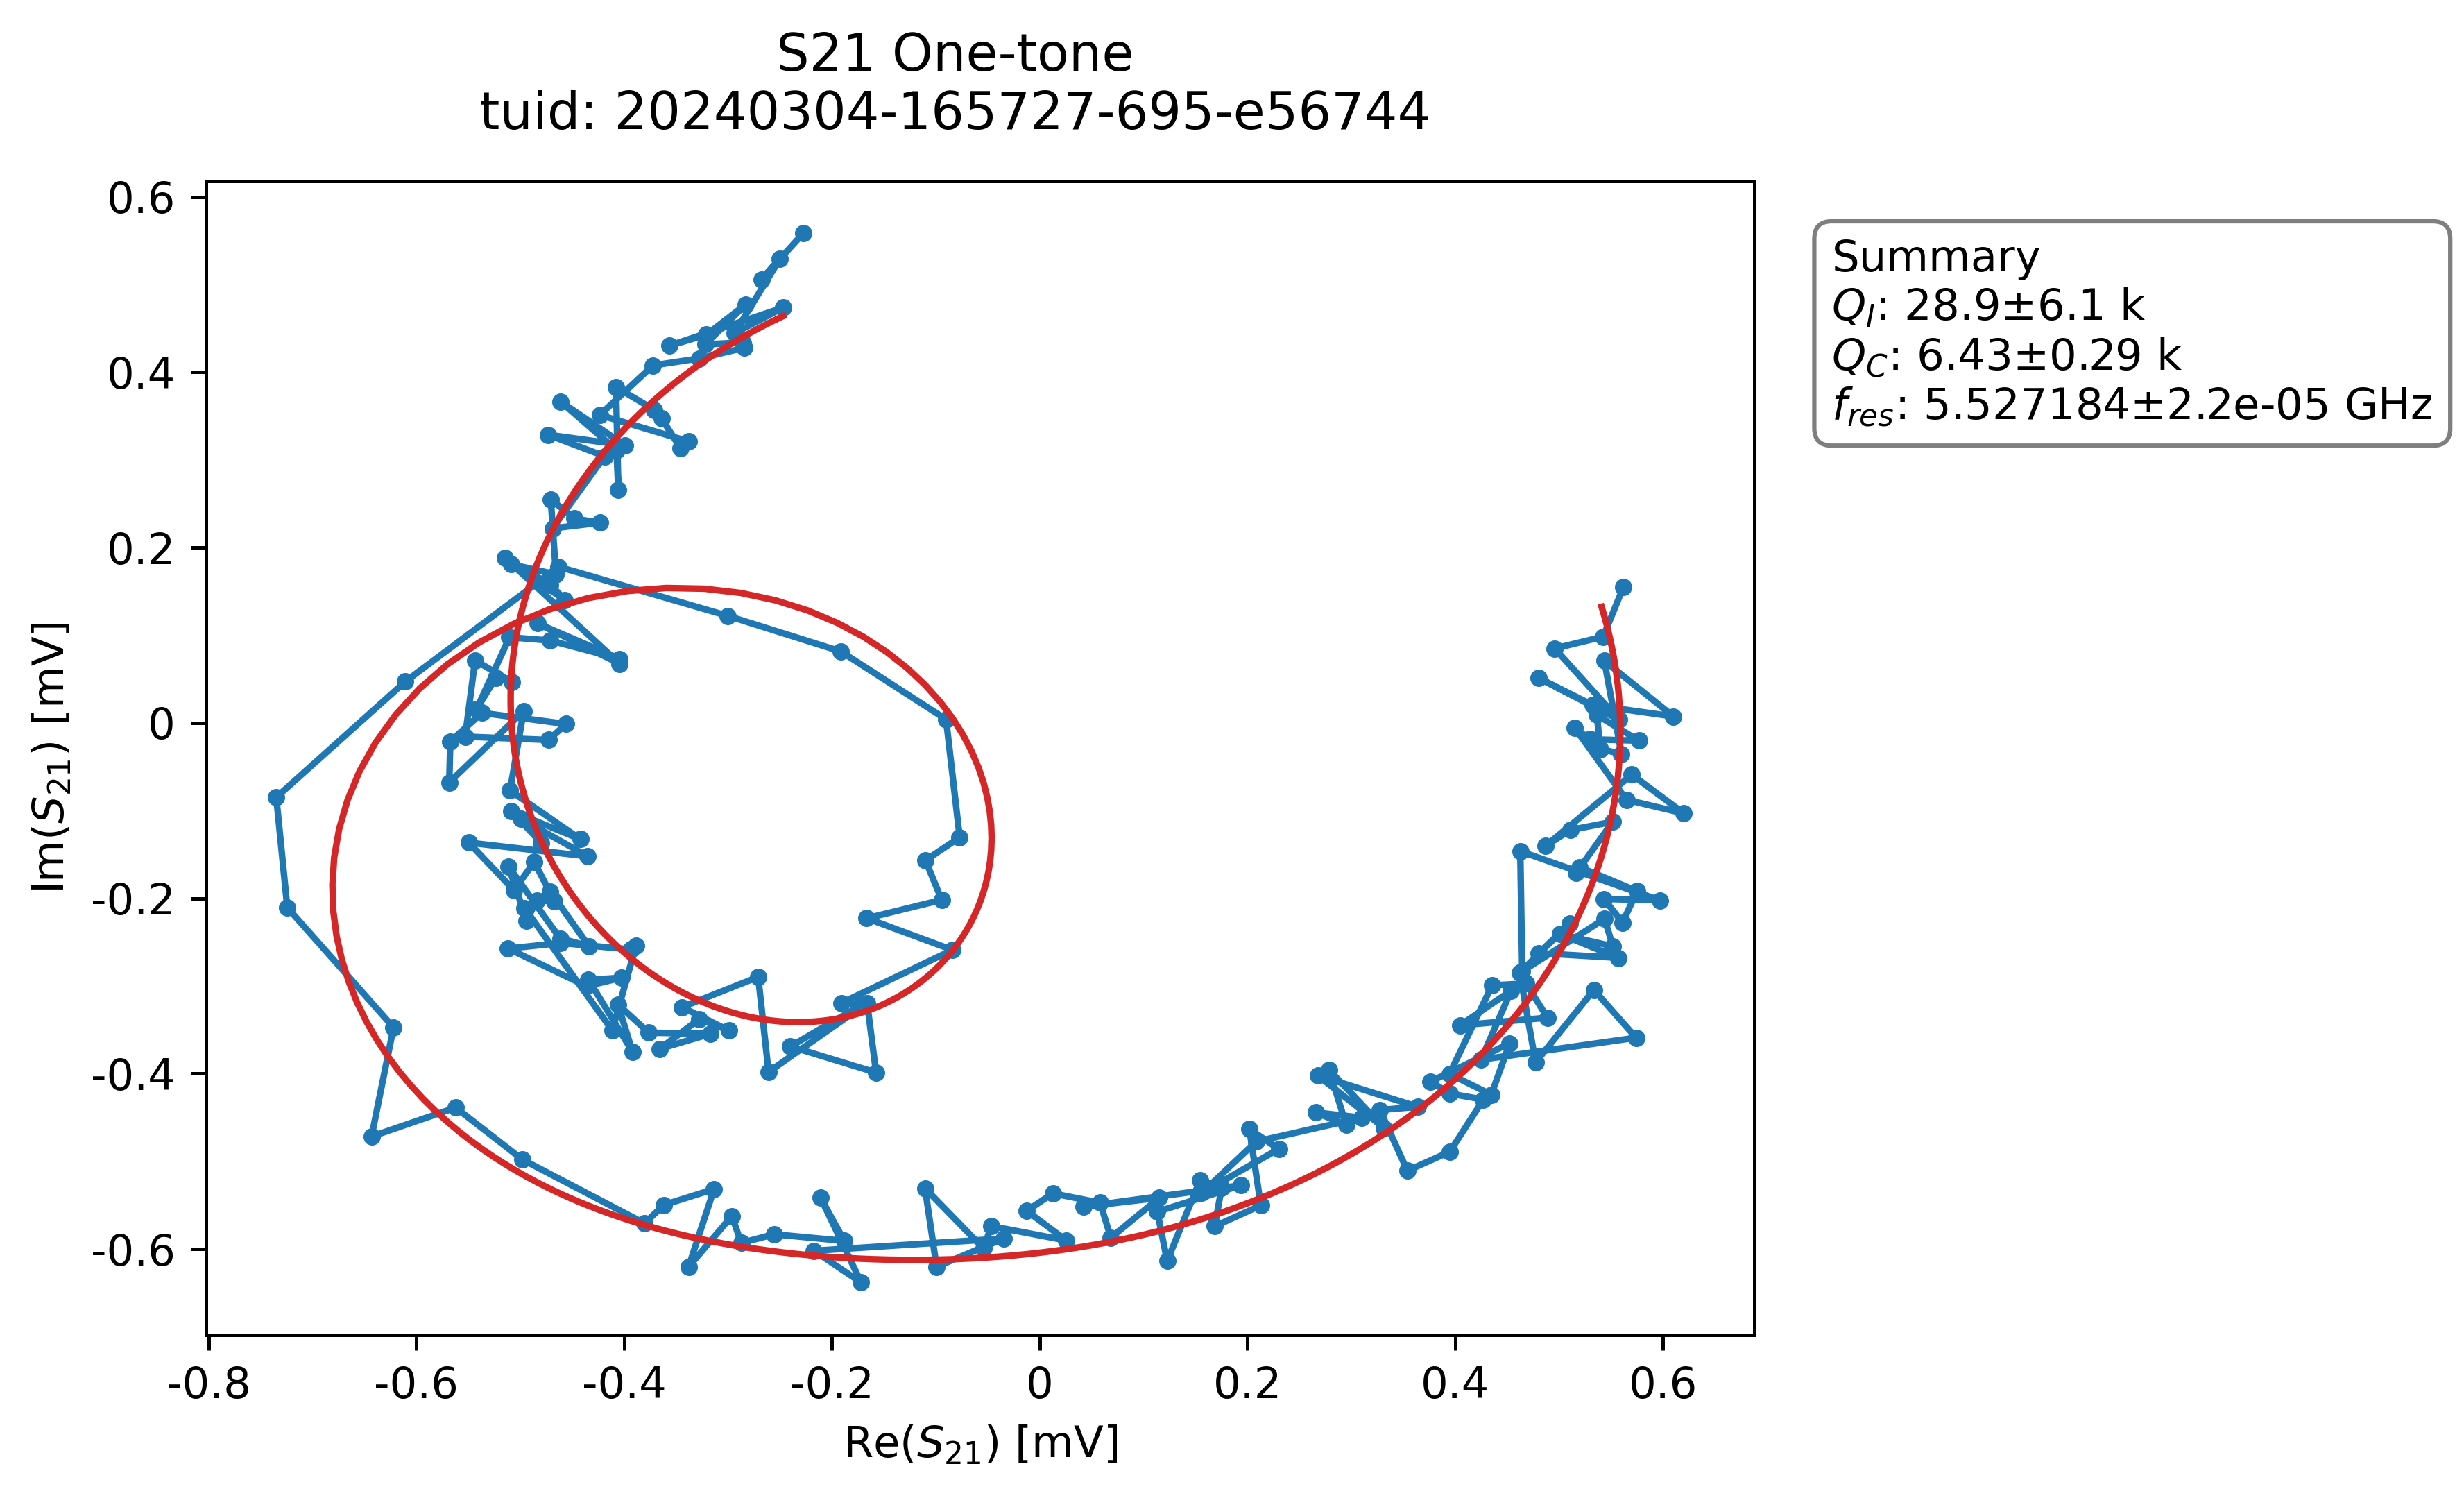 S21 One-tone
tuid: 20240304-165727-695-e56744
0.6
0.4
0.2
0
-0.2
-0.4
-0.6
Im(S21) [mV]
-0.8 -0.6 -0.4 -0.2 0 0.2 0.4 0.6
Re(S21) [mV]
Summary
QI: 28.9±6.1 k
QC: 6.43±0.29 k
fres: 5.527184±2.2e-05 GHz